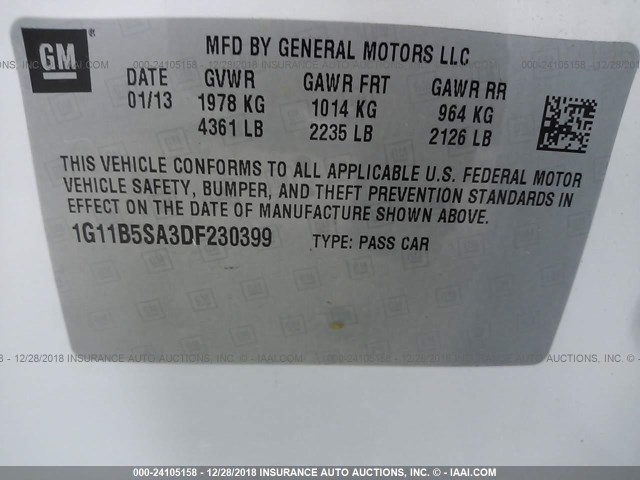 GM
MFD BY GENERAL MOTORS LLC
DATE GVWR GAWR FRT GAWR RR
01/13 1978 KG 1014 KG 964 KG
4361 LB 2235 LB 2126 LB
THIS VEHICLE CONFORMS TO ALL APPLICABLE U.S. FEDERAL MOTOR
VEHICLE SAFETY, BUMPER, AND THEFT PREVENTION STANDARDS IN
EFFECT ON THE DATE OF MANUFACTURE SHOWN ABOVE.
1G11B5SA3DF230399 TYPE: PASS CAR
000-24105158 - 12/28/2018 INSURANCE AUTO AUCTIONS, INC. © - IAAI.COM